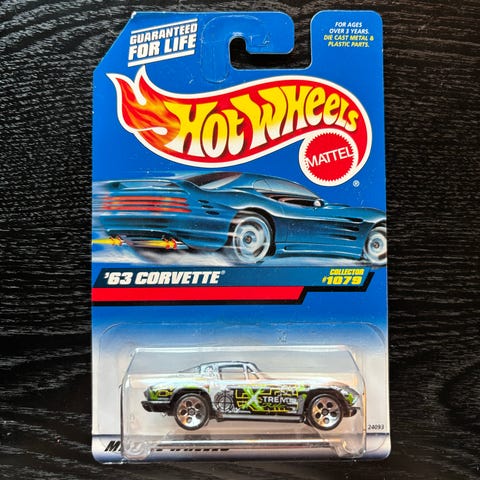 GUARANTEED
FOR LIFE
FOR AGES
OVER 3 YEARS.
DIE CAST METAL &
PLASTIC PARTS.
HOT WHEELS
®
MATTEL
'63 CORVETTE®
COLLECTOR
#1079
XTREME
24093